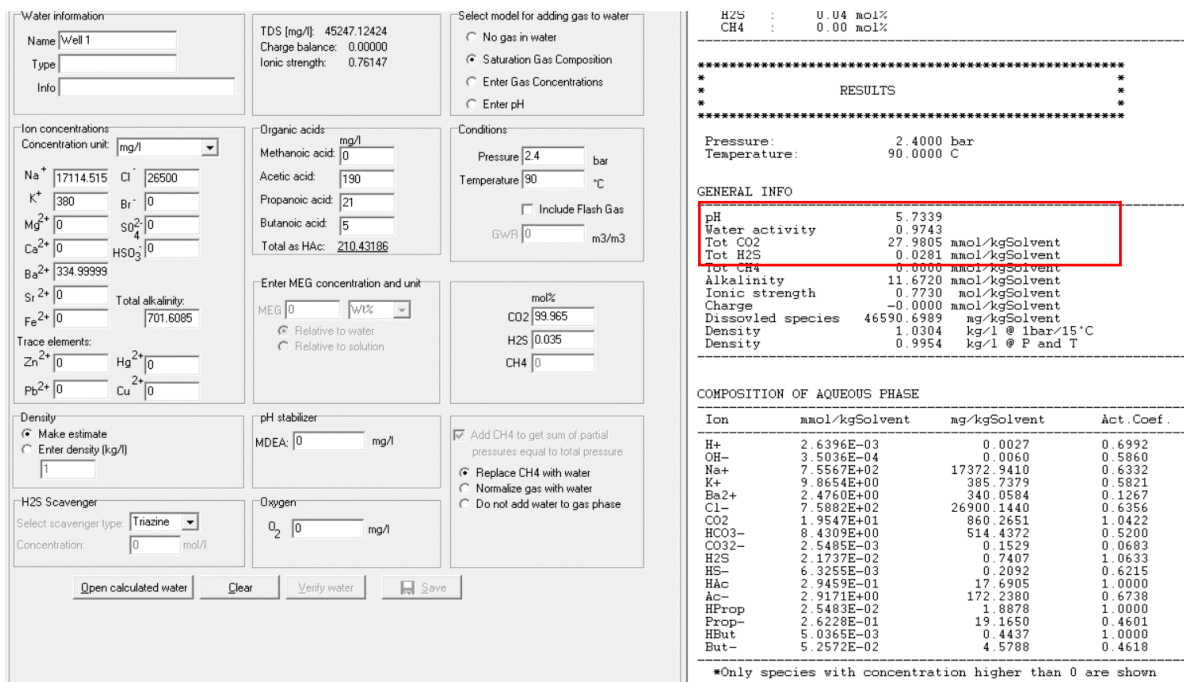 Water information
Name Well 1
Type
Info
TDS [mg/l]: 45247.12424
Charge balance: 0.00000
Ionic strength: 0.76147
Select model for adding gas to water
No gas in water
Saturation Gas Composition
Enter Gas Concentrations
Enter pH
Ion concentrations
Concentration unit: mg/l
Na+ 17114.515 Cl- 26500
K+ 380 Br- 0
Mg2+ 0 SO42- 0
Ca2+ 0 HSO3- 0
Ba2+ 334.99999
Sr2+ 0 Total alkalinity:
Fe2+ 0 701.6085
Trace elements:
Zn2+ 0 Hg2+ 0
Pb2+ 0 Cu2+ 0
Organic acids
mg/l
Methanoic acid: 0
Acetic acid: 190
Propanoic acid: 21
Butanoic acid: 5
Total as HAc: 210.43186
Conditions
Pressure 2.4 bar
Temperature 90 °C
Include Flash Gas
GWR 0 m3/m3
Enter MEG concentration and unit
MEG 0 Wt%
Relative to water
Relative to solution
mol%
CO2 99.965
H2S 0.035
CH4 0
Density
Make estimate
Enter density (kg/l)
1
pH stabilizer
MDEA: 0 mg/l
Add CH4 to get sum of partial
pressures equal to total pressure
Replace CH4 with water
Normalize gas with water
Do not add water to gas phase
H2S Scavenger
Select scavenger type: Triazine
Concentration: 0 mol/l
Oxygen
O2 0 mg/l
Open calculated water Clear Verify water Save
H2S : 0.04 mol%
CH4 : 0.00 mol%
**********************************************************
* *
* RESULTS *
* *
**********************************************************
Pressure: 2.4000 bar
Temperature: 90.0000 C
GENERAL INFO
pH 5.7339
Water activity 0.9743
Tot CO2 27.9805 mmol/kgSolvent
Tot H2S 0.0281 mmol/kgSolvent
Tot CH4 0.0000 mmol/kgSolvent
Alkalinity 11.6720 mmol/kgSolvent
Ionic strength 0.7730 mol/kgSolvent
Charge -0.0000 mmol/kgSolvent
Dissovled species 46590.6989 mg/kgSolvent
Density 1.0304 kg/l @ 1bar/15°C
Density 0.9954 kg/l @ P and T
COMPOSITION OF AQUEOUS PHASE
Ion mmol/kgSolvent mg/kgSolvent Act.Coef.
H+ 2.6396E-03 0.0027 0.6992
OH- 3.5036E-04 0.0060 0.5860
Na+ 7.5567E+02 17372.9410 0.6332
K+ 9.8654E+00 385.7379 0.5821
Ba2+ 2.4760E+00 340.0584 0.1267
Cl- 7.5882E+02 26900.1440 0.6356
CO2 1.9547E+01 860.2651 1.0422
HCO3- 8.4309E+00 514.4372 0.5200
CO32- 2.5485E-03 0.1529 0.0683
H2S 2.1737E-02 0.7407 1.0633
HS- 6.3255E-03 0.2092 0.6215
HAc 2.9459E-01 17.6905 1.0000
Ac- 2.9171E+00 172.2380 0.6738
HProp 2.5483E-02 1.8878 1.0000
Prop- 2.6228E-01 19.1650 0.4601
HBut 5.0365E-03 0.4437 1.0000
But- 5.2572E-02 4.5788 0.4618
*Only species with concentration higher than 0 are shown